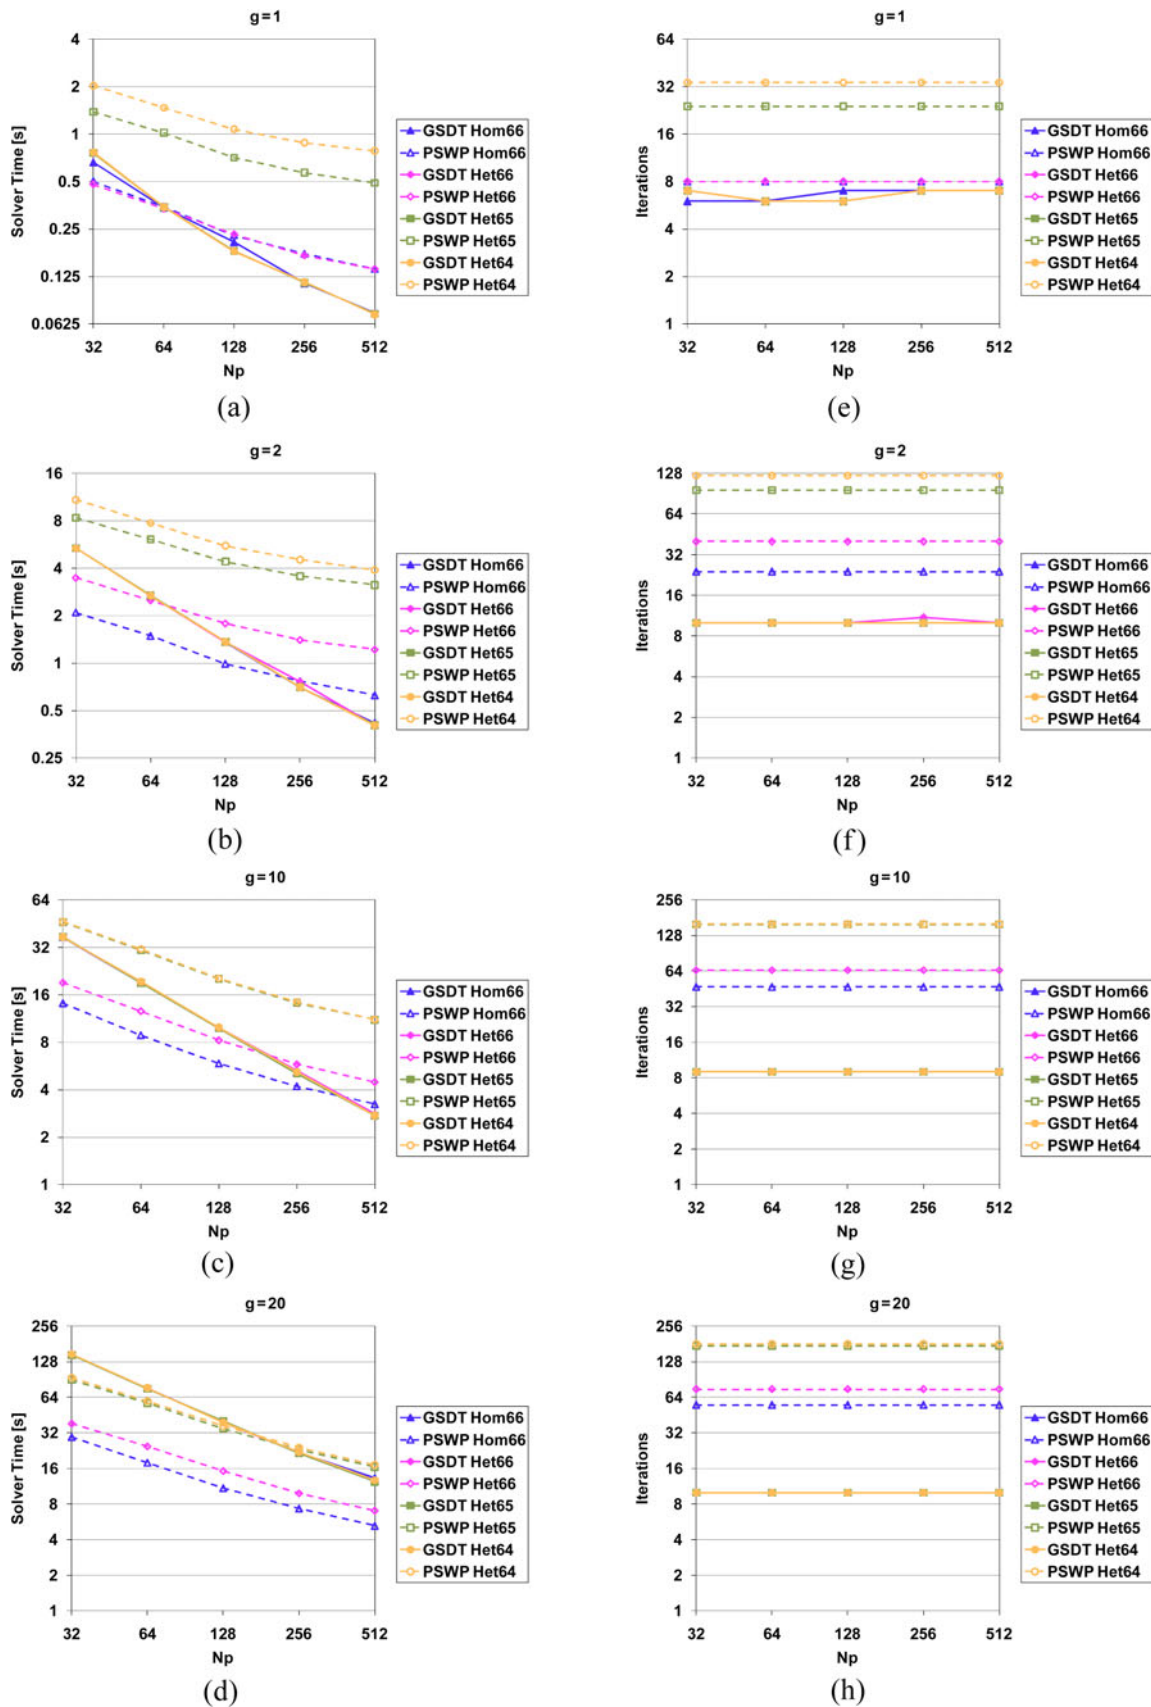 g=1
4
2
1
0.5
0.25
0.125
0.0625
Solver Time [s]
32 64 128 256 512
Np
GSDT Hom66
PSWP Hom66
GSDT Het66
PSWP Het66
GSDT Het65
PSWP Het65
GSDT Het64
PSWP Het64
(a)
g=1
64
32
16
8
4
2
1
Iterations
32 64 128 256 512
Np
GSDT Hom66
PSWP Hom66
GSDT Het66
PSWP Het66
GSDT Het65
PSWP Het65
GSDT Het64
PSWP Het64
(e)
g=2
16
8
4
2
1
0.5
0.25
Solver Time [s]
32 64 128 256 512
Np
GSDT Hom66
PSWP Hom66
GSDT Het66
PSWP Het66
GSDT Het65
PSWP Het65
GSDT Het64
PSWP Het64
(b)
g=2
128
64
32
16
8
4
2
1
Iterations
32 64 128 256 512
Np
GSDT Hom66
PSWP Hom66
GSDT Het66
PSWP Het66
GSDT Het65
PSWP Het65
GSDT Het64
PSWP Het64
(f)
g=10
64
32
16
8
4
2
1
Solver Time [s]
32 64 128 256 512
Np
GSDT Hom66
PSWP Hom66
GSDT Het66
PSWP Het66
GSDT Het65
PSWP Het65
GSDT Het64
PSWP Het64
(c)
g=10
256
128
64
32
16
8
4
2
1
Iterations
32 64 128 256 512
Np
GSDT Hom66
PSWP Hom66
GSDT Het66
PSWP Het66
GSDT Het65
PSWP Het65
GSDT Het64
PSWP Het64
(g)
g=20
256
128
64
32
16
8
4
2
1
Solver Time [s]
32 64 128 256 512
Np
GSDT Hom66
PSWP Hom66
GSDT Het66
PSWP Het66
GSDT Het65
PSWP Het65
GSDT Het64
PSWP Het64
(d)
g=20
256
128
64
32
16
8
4
2
1
Iterations
32 64 128 256 512
Np
GSDT Hom66
PSWP Hom66
GSDT Het66
PSWP Het66
GSDT Het65
PSWP Het65
GSDT Het64
PSWP Het64
(h)